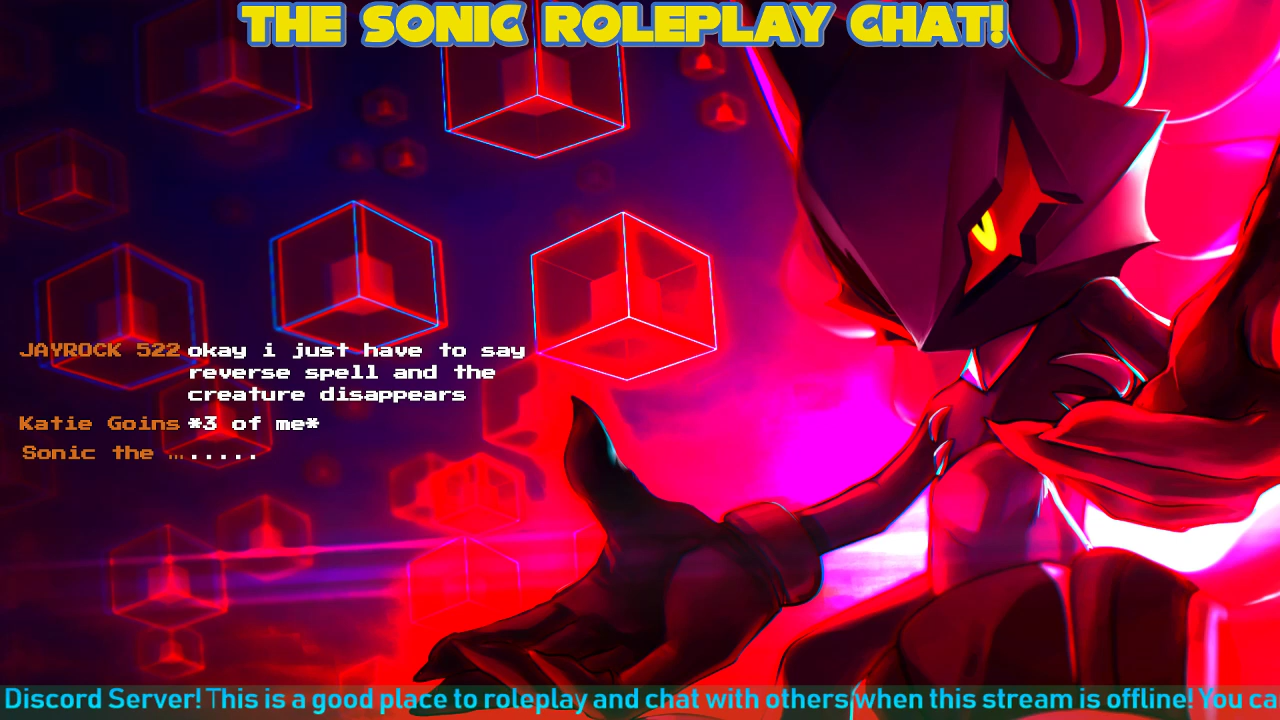 THE SONIC ROLEPLAY CHAT!
JAYROCK 522 okay i just have to say
reverse spell and the
creature disappears
Katie Goins *3 of me*
Sonic the ... .....
Discord Server! This is a good place to roleplay and chat with others when this stream is offline! You ca